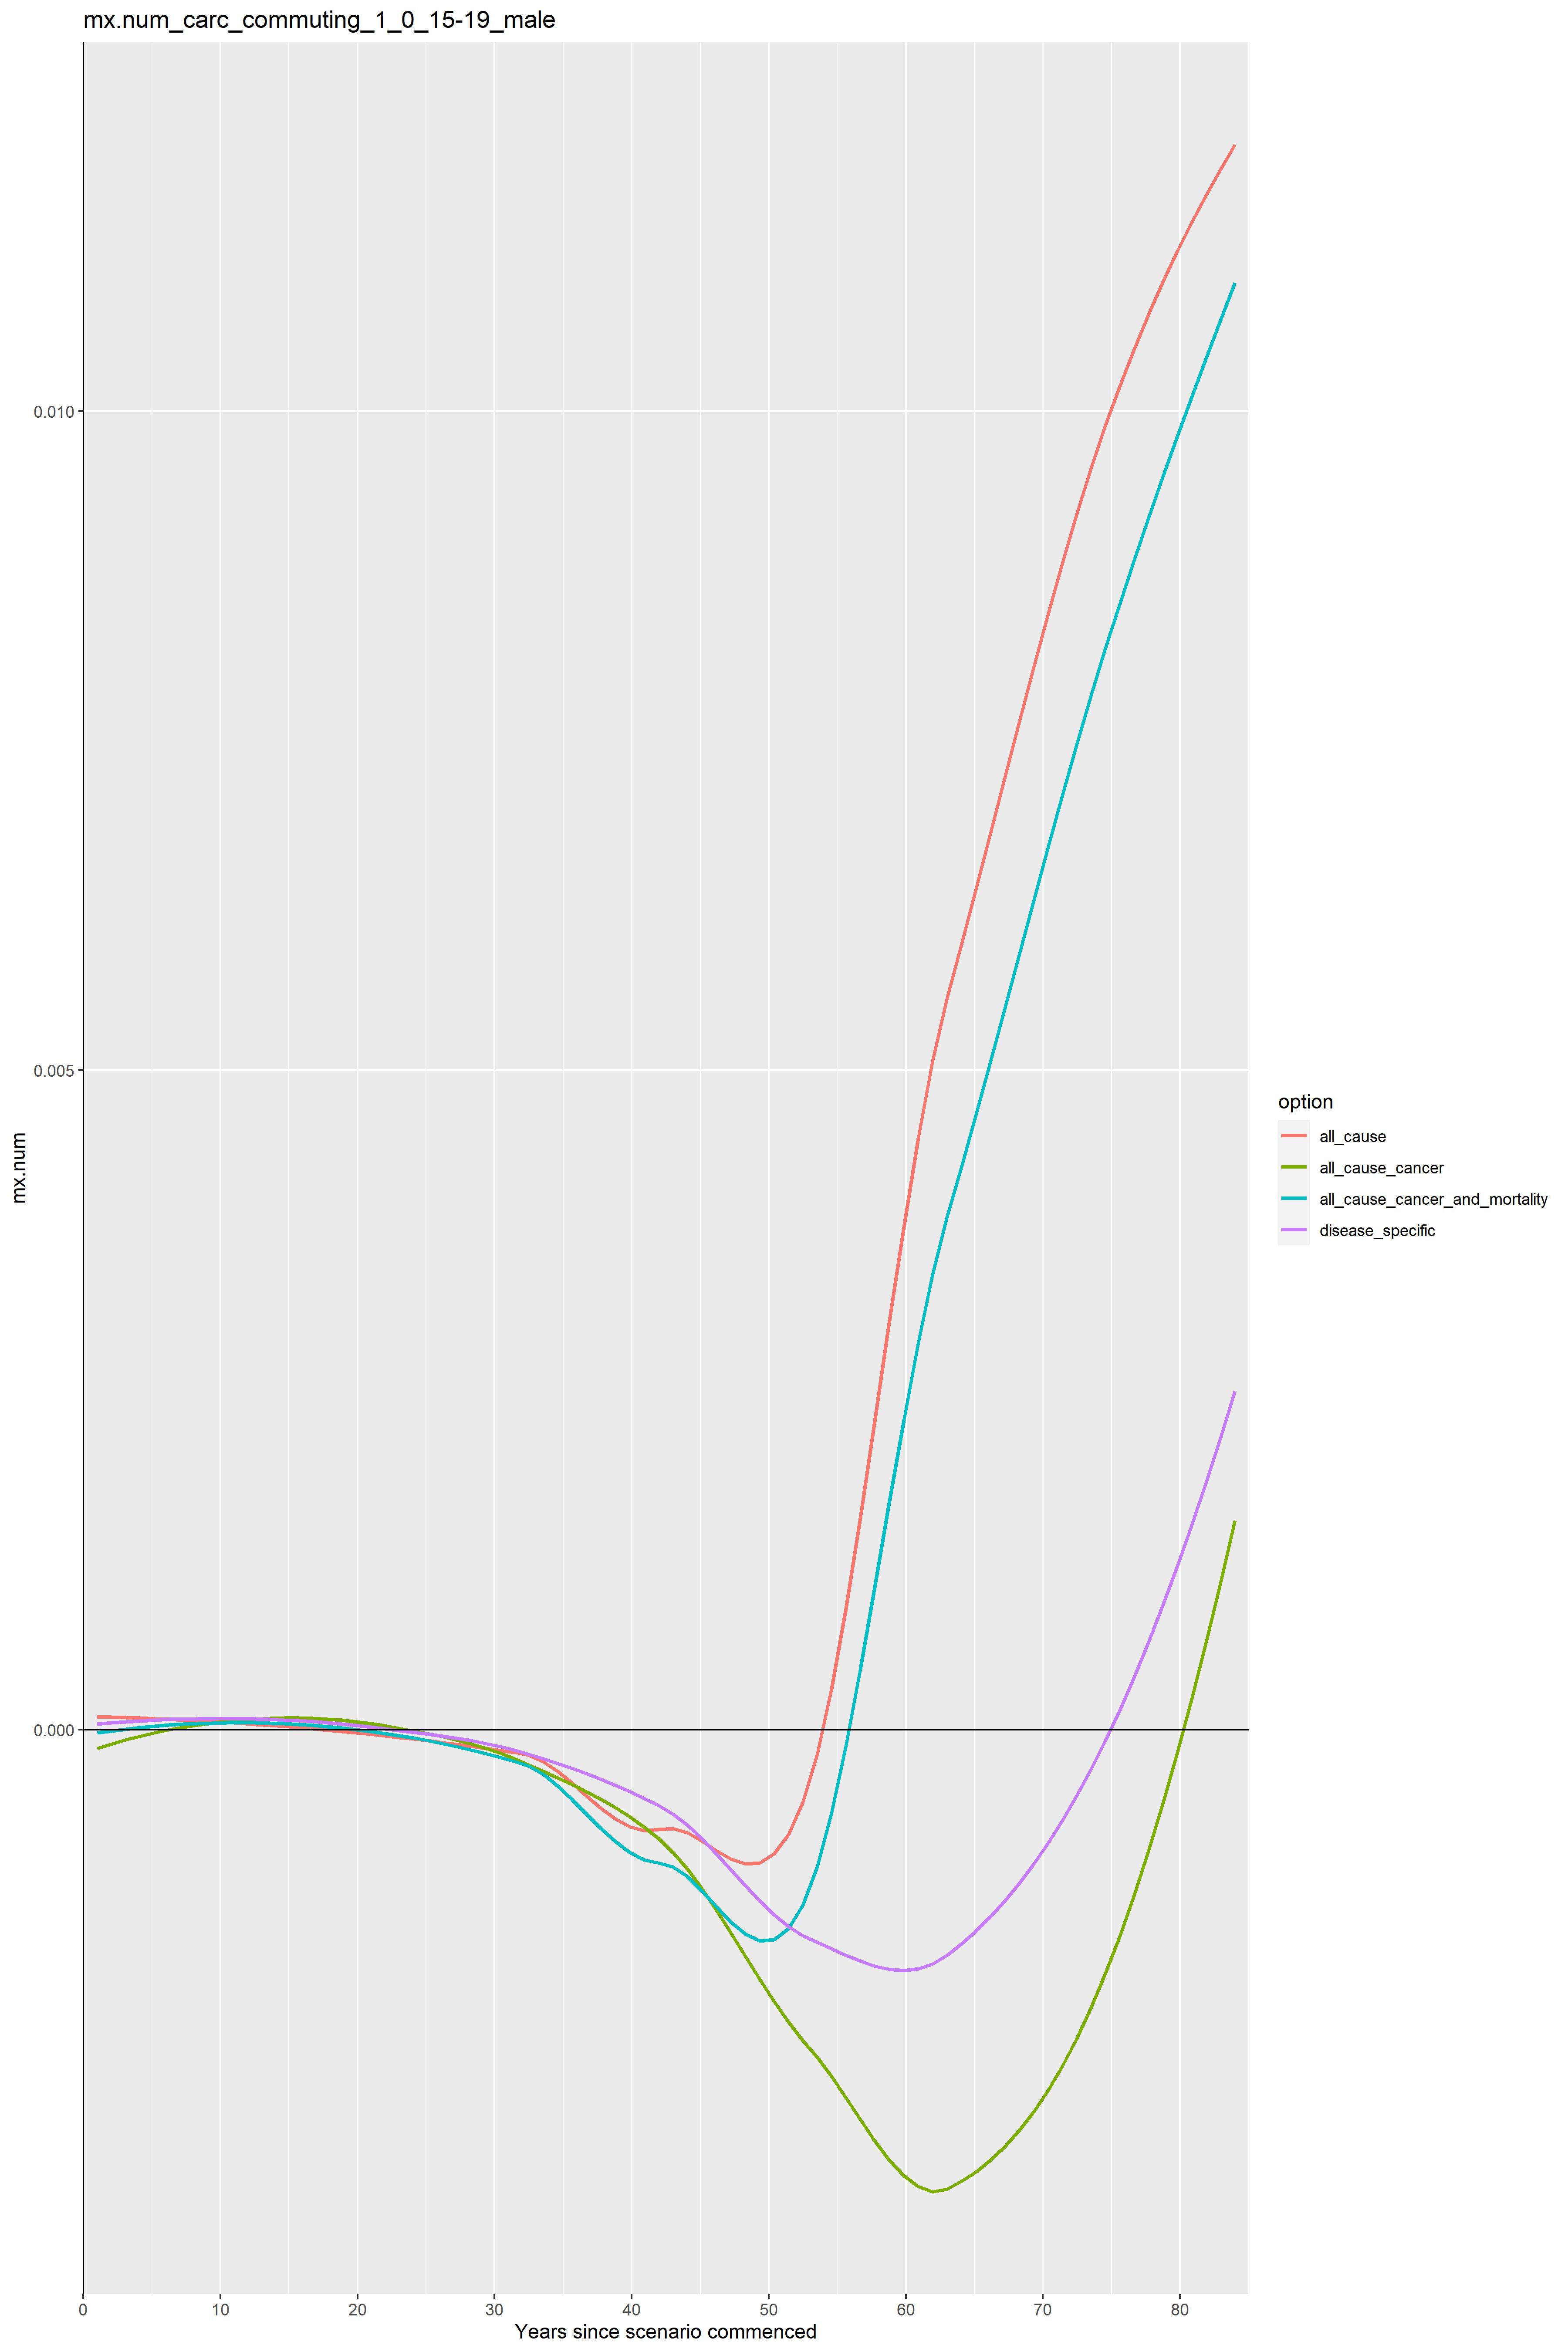 mx.num_carc_commuting_1_0_15-19_male
0.010
0.005
0.000
mx.num
0 10 20 30 40 50 60 70 80
Years since scenario commenced
option
all_cause
all_cause_cancer
all_cause_cancer_and_mortality
disease_specific